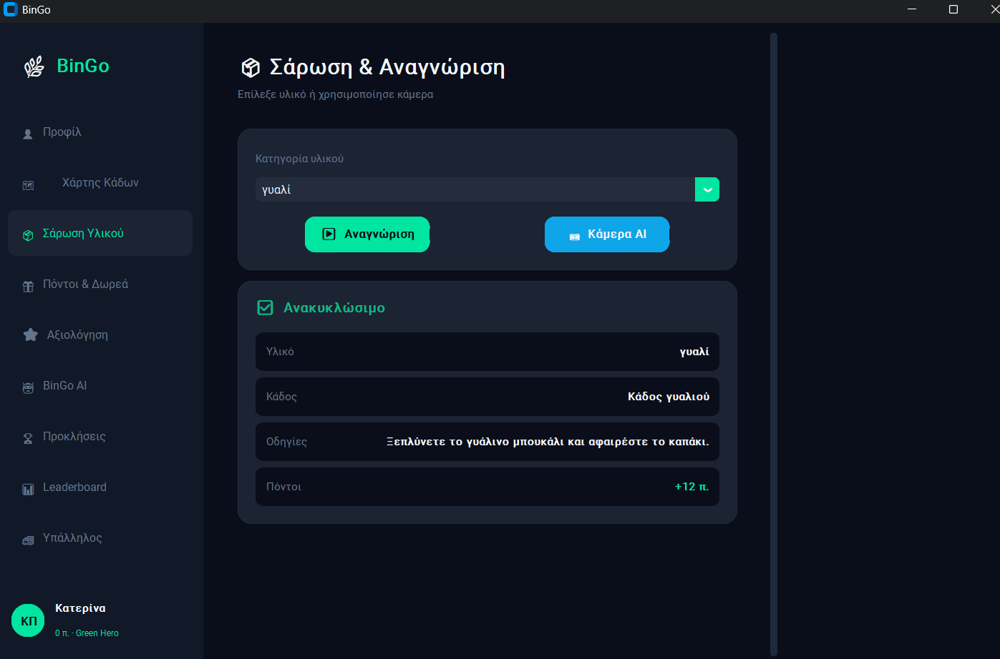 BinGo
BinGo
Προφίλ
Χάρτης Κάδων
Σάρωση Υλικού
Πόντοι & Δωρεά
Αξιολόγηση
BinGo AI
Προκλήσεις
Leaderboard
Υπάλληλος
ΚΠ
Κατερίνα
0 π. · Green Hero
Σάρωση & Αναγνώριση
Επίλεξε υλικό ή χρησιμοποίησε κάμερα
Κατηγορία υλικού
γυαλί
Αναγνώριση
Κάμερα AI
Ανακυκλώσιμο
Υλικό γυαλί
Κάδος Κάδος γυαλιού
Οδηγίες Ξεπλύνετε το γυάλινο μπουκάλι και αφαιρέστε το καπάκι.
Πόντοι +12 π.